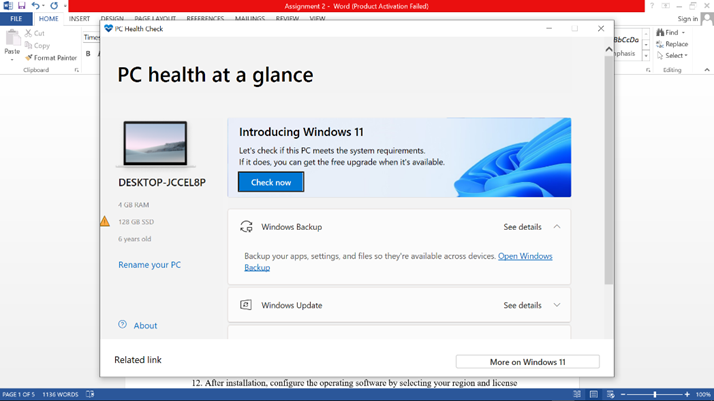 Assignment 2 - Word (Product Activation Failed)
FILE HOME INSERT DESIGN PAGE LAYOUT REFERENCES MAILINGS REVIEW VIEW Sign in
Cut
Copy
Format Painter
Paste
Clipboard
Times
B
PC Health Check
PC health at a glance
DESKTOP-JCCEL8P
4 GB RAM
128 GB SSD
6 years old
Rename your PC
About
Introducing Windows 11
Let's check if this PC meets the system requirements.
If it does, you can get the free upgrade when it's available.
Check now
Windows Backup See details
Backup your apps, settings, and files so they're available across devices. Open Windows
Backup
Windows Update See details
Related link More on Windows 11
BbCcDc
phasis
Find
Replace
Select
Editing
12. After installation, configure the operating software by selecting your region and license
PAGE 1 OF 5 1136 WORDS 100%